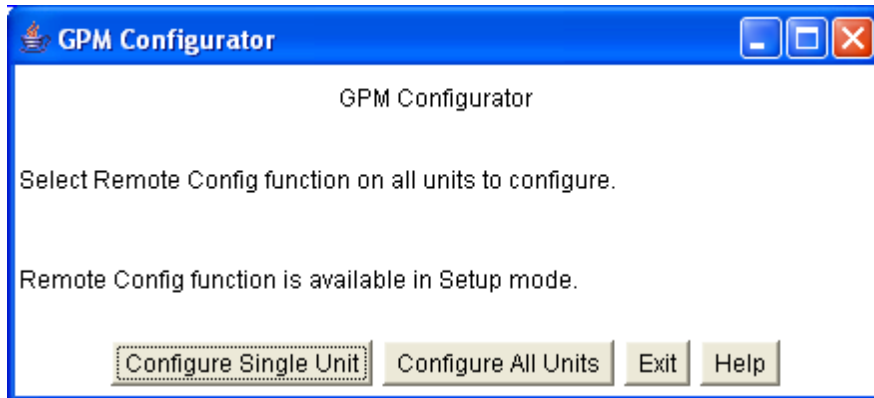 GPM Configurator
GPM Configurator
Select Remote Config function on all units to configure.
Remote Config function is available in Setup mode.
Configure Single Unit Configure All Units Exit Help